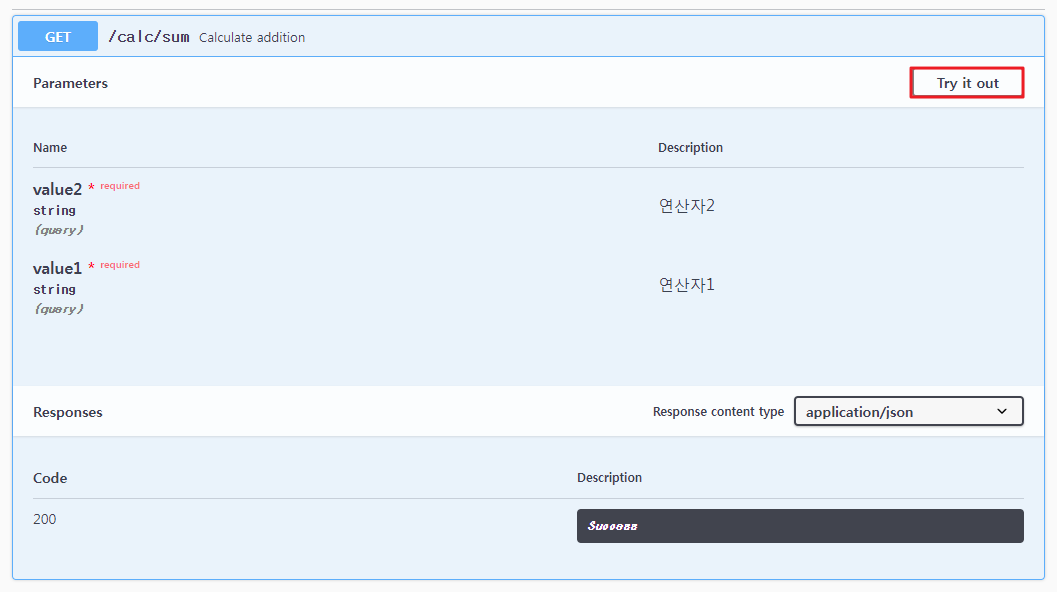 GET /calc/sum Calculate addition
Parameters Try it out
Name Description
value2 * required
string
(query)
연산자2
value1 * required
string
(query)
연산자1
Responses Response content type application/json
Code Description
200 Success